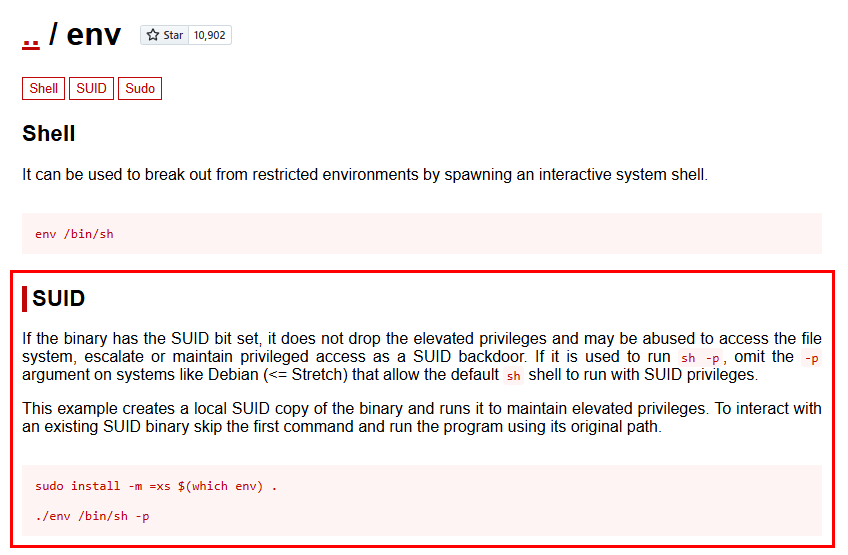 .. / env Star 10,902
Shell SUID Sudo
Shell
It can be used to break out from restricted environments by spawning an interactive system shell.
env /bin/sh
SUID
If the binary has the SUID bit set, it does not drop the elevated privileges and may be abused to access the file
system, escalate or maintain privileged access as a SUID backdoor. If it is used to run sh -p, omit the -p
argument on systems like Debian (<= Stretch) that allow the default sh shell to run with SUID privileges.
This example creates a local SUID copy of the binary and runs it to maintain elevated privileges. To interact with
an existing SUID binary skip the first command and run the program using its original path.
sudo install -m =xs $(which env) .
./env /bin/sh -p